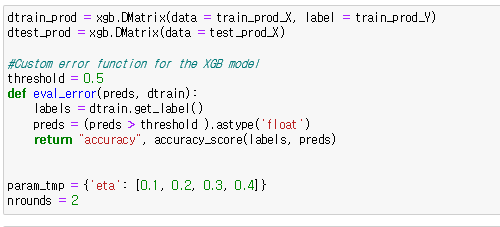 dtrain_prod = xgb.DMatrix(data = train_prod_X, label = train_prod_Y)
dtest_prod = xgb.DMatrix(data = test_prod_X)
#Custom error function for the XGB model
threshold = 0.5
def eval_error(preds, dtrain):
    labels = dtrain.get_label()
    preds = (preds > threshold ).astype('float')
    return "accuracy", accuracy_score(labels, preds)
param_tmp = {'eta': [0.1, 0.2, 0.3, 0.4]}
nrounds = 2